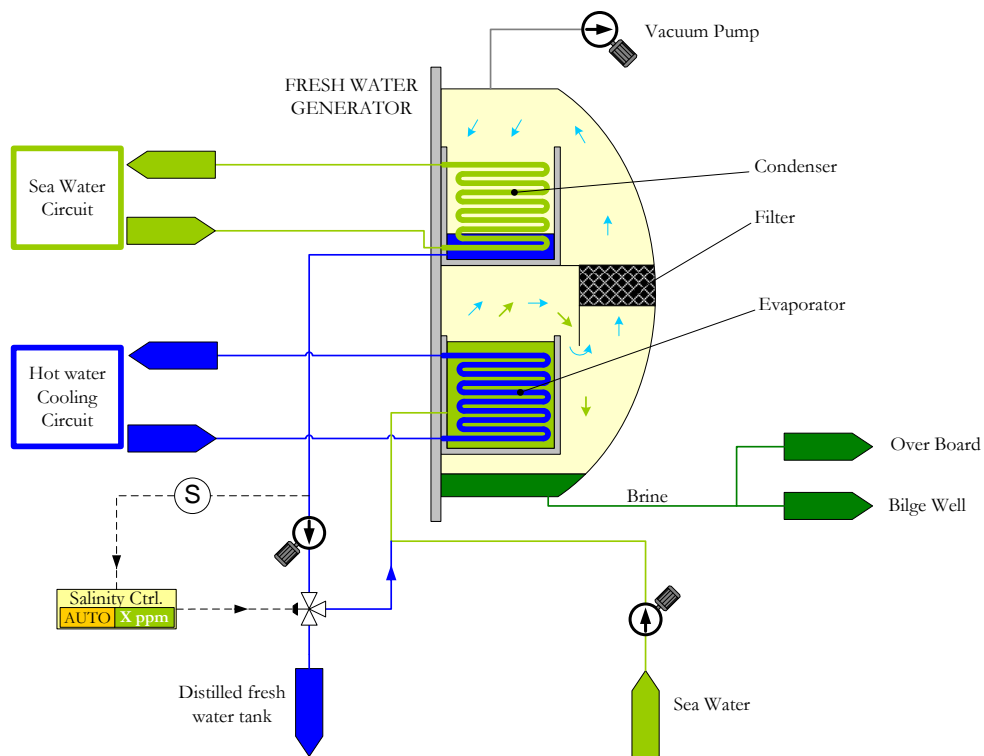 Vacuum Pump
FRESH WATER
GENERATOR
Sea Water
Circuit
Condenser
Filter
Evaporator
Hot water
Cooling
Circuit
Over Board
Brine
Bilge Well
S
Salinity Ctrl.
AUTO X ppm
Distilled fresh
water tank
Sea Water